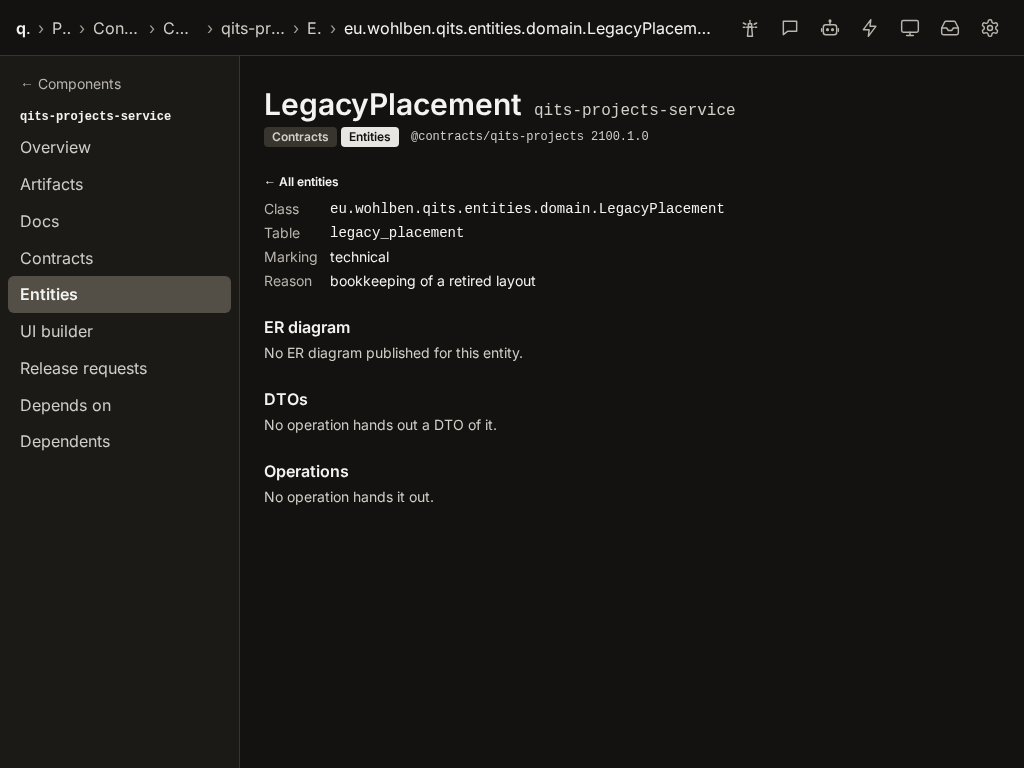 q. › P.. › Con... › C... › qits-pr... › E. › eu.wohlben.qits.entities.domain.LegacyPlacem...
← Components
qits-projects-service
Overview
Artifacts
Docs
Contracts
Entities
UI builder
Release requests
Depends on
Dependents
LegacyPlacement qits-projects-service
Contracts Entities @contracts/qits-projects 2100.1.0
← All entities
Class eu.wohlben.qits.entities.domain.LegacyPlacement
Table legacy_placement
Marking technical
Reason bookkeeping of a retired layout
ER diagram
No ER diagram published for this entity.
DTOs
No operation hands out a DTO of it.
Operations
No operation hands it out.